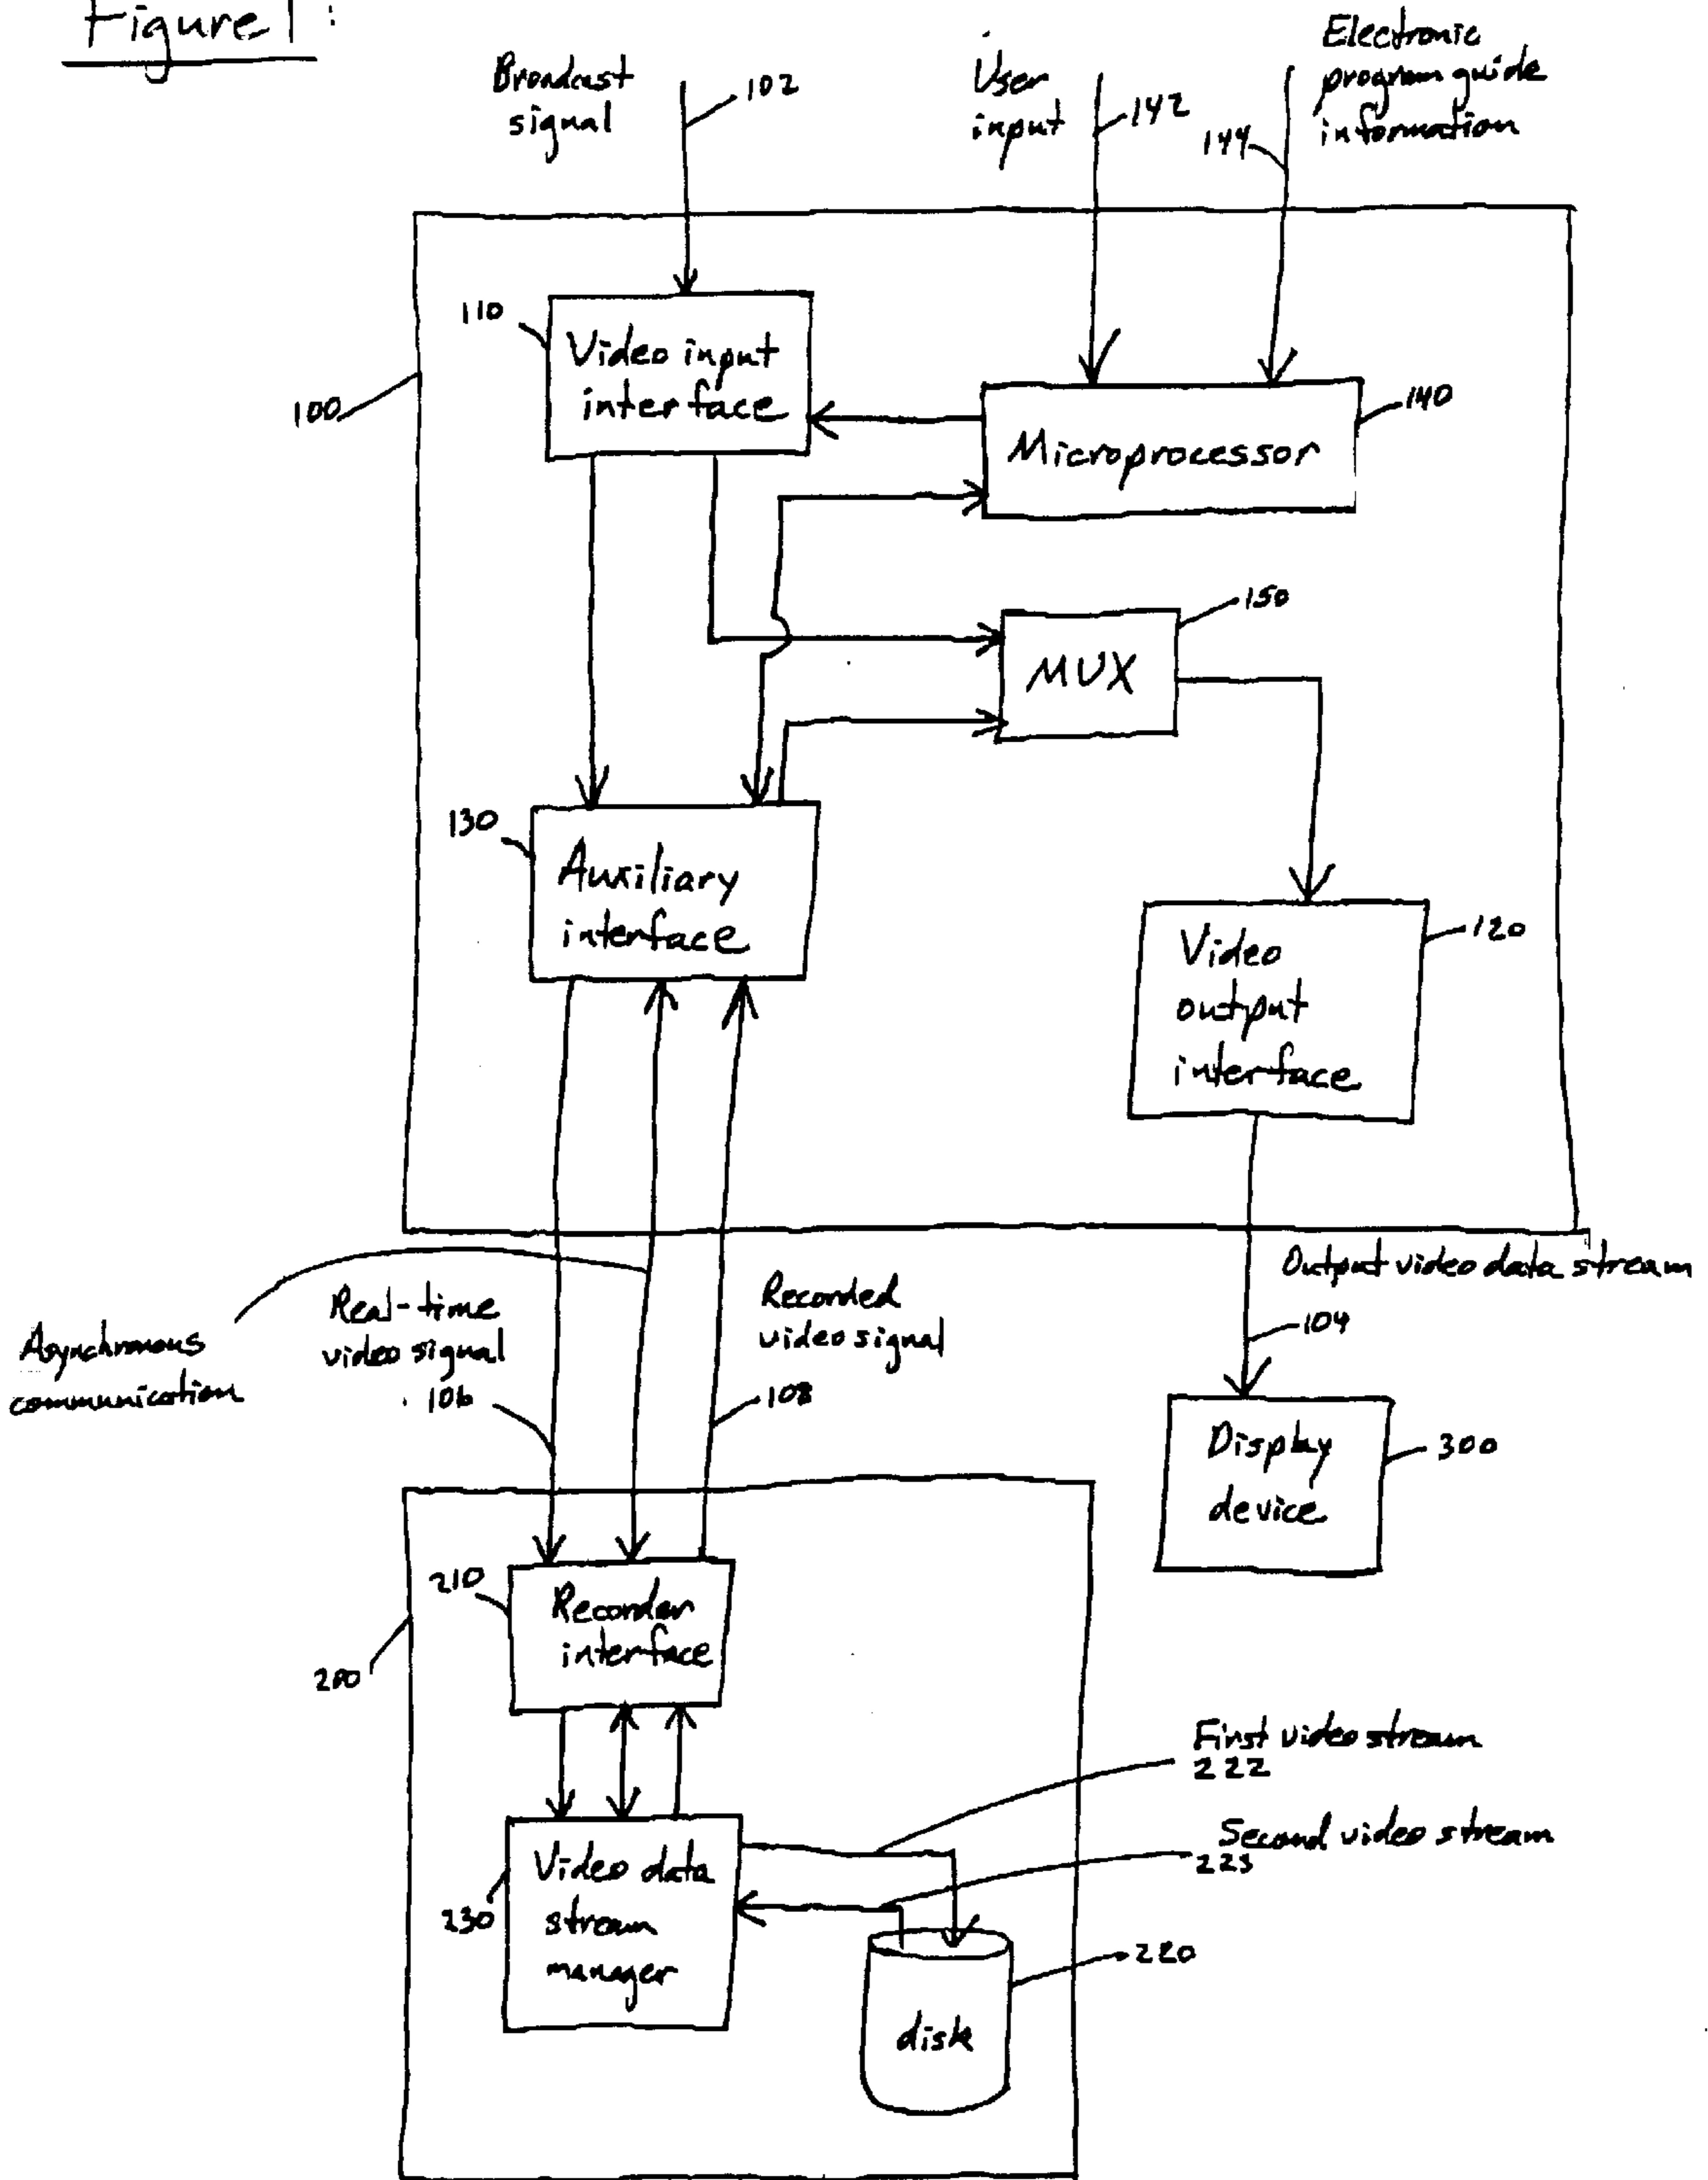 Figure 1 :
Broadcast
signal
102
User
input
142
Electronic
program guide
information
144
110
Video input
interface
100
140
Microprocessor
150
MUX
130
Auxiliary
interface
120
Video
output
interface
Output video data stream
104
Asynchronous
communication
Real-time
video signal
106
Recorded
video signal
108
Display
device
300
210
Recorder
interface
200
First video stream
222
Second video stream
223
230
Video data
stream
manager
220
disk